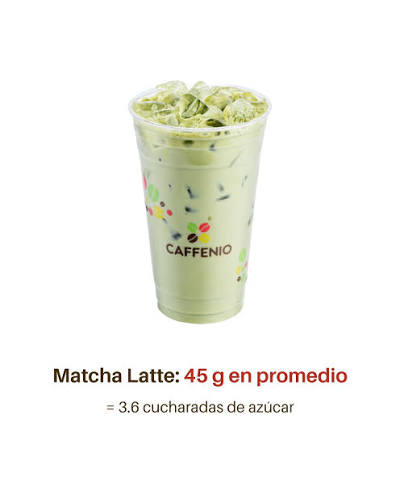 CAFFENIO
Matcha Latte: 45 g en promedio
= 3.6 cucharadas de azúcar